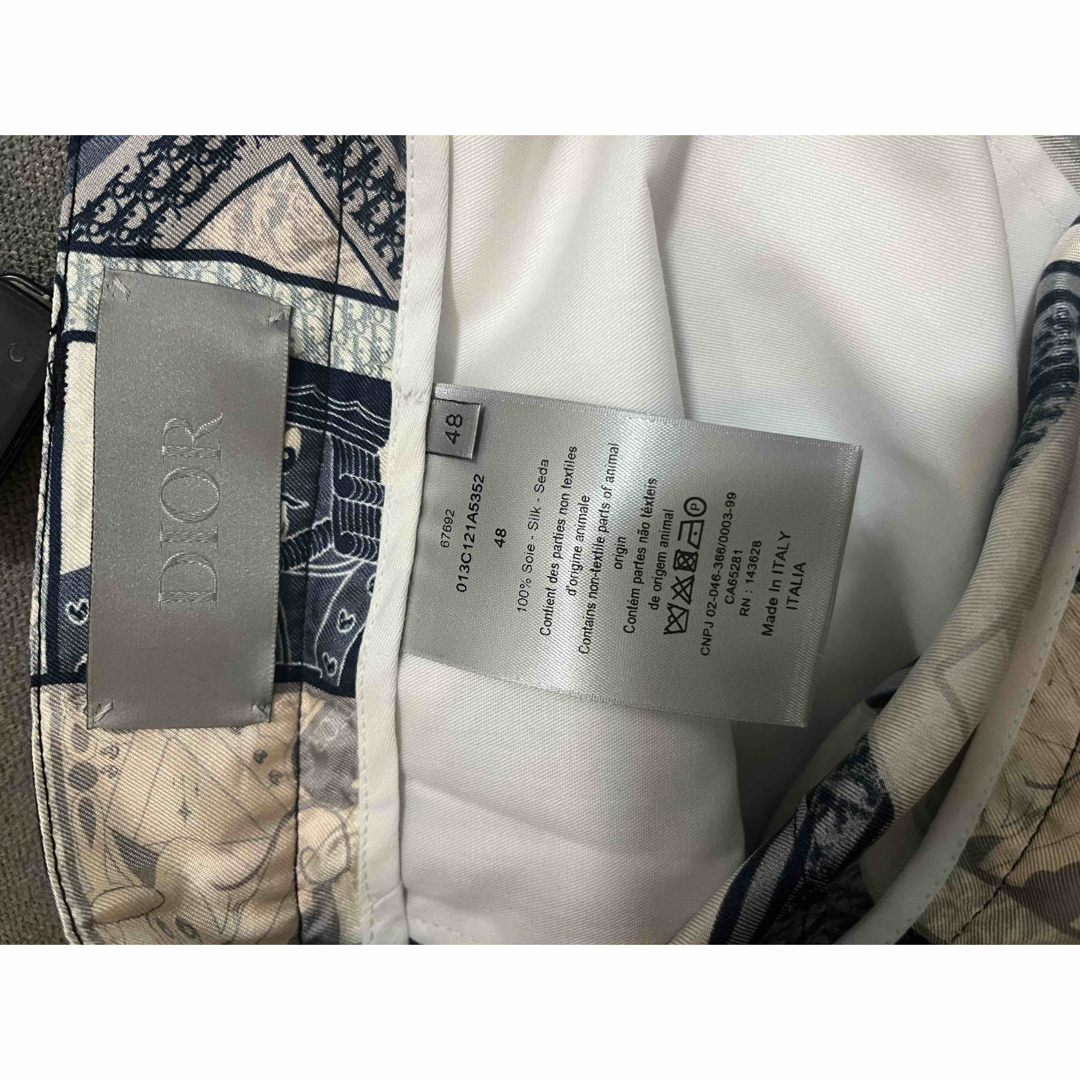 DIOR
48
67692
013C121A5352
48
100% Soie - Silk - Seda
Contient des parties non textiles
d'origine animale
Contains non-textile parts of animal
origin
Contém partes não têxteis
de origem animal
CNPJ 02-046-366/0003-99
CA65281
RN : 143628
Made In ITALY
ITALIA